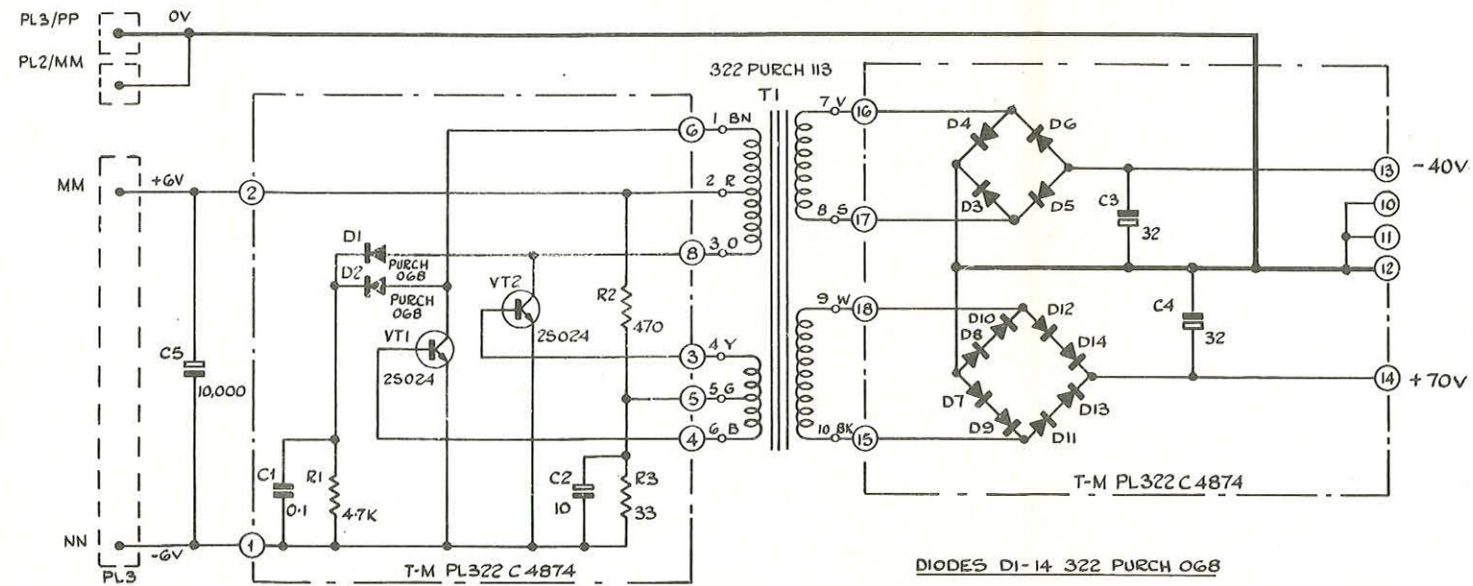 PL3/PP
0V
PL2/MM
322 PURCH 113
T1
7 V
16
D4
D6
6
1 BN
MM
+6V
2
2 R
D3
D5
C3
32
13
-40V
10
8 S
17
11
D1
PURCH
068
D2
PURCH
068
8
3 O
12
VT2
2S024
R2
470
9 W
18
D10
D12
C4
32
D8
D14
VT1
2S024
C5
10,000
3
4 Y
5
5 G
D7
D13
14
+70V
D9
D11
4
6 B
10 BK
15
C1
0.1
R1
4.7K
C2
10
R3
33
T-M PL322 C 4874
NN
-6V
1
PL3
T-M PL322 C 4874
DIODES D1-14 322 PURCH 068